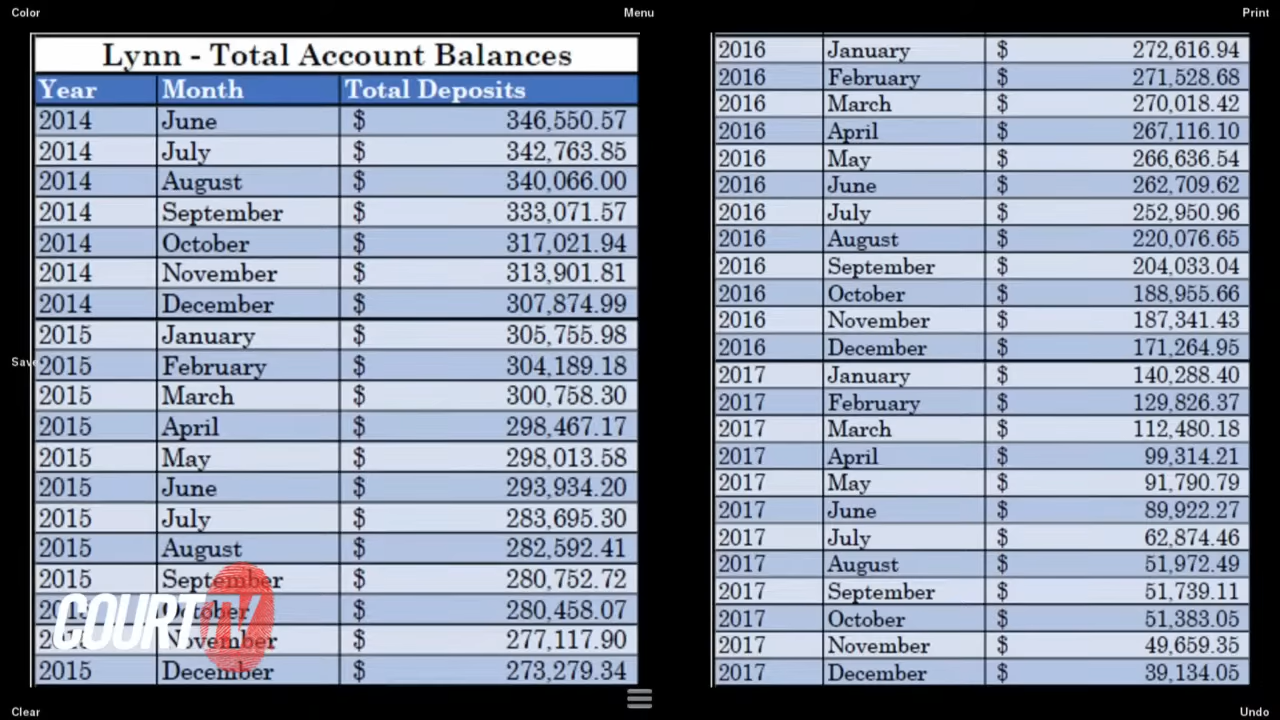 Color
Menu
Print
Lynn - Total Account Balances
Year Month Total Deposits
2014 June $ 346,550.57
2014 July $ 342,763.85
2014 August $ 340,066.00
2014 September $ 333,071.57
2014 October $ 317,021.94
2014 November $ 313,901.81
2014 December $ 307,874.99
2015 January $ 305,755.98
2015 February $ 304,189.18
2015 March $ 300,758.30
2015 April $ 298,467.17
2015 May $ 298,013.58
2015 June $ 293,934.20
2015 July $ 283,695.30
2015 August $ 282,592.41
2015 September $ 280,752.72
2015 October $ 280,458.07
2015 November $ 277,117.90
2015 December $ 273,279.34
2016 January $ 272,616.94
2016 February $ 271,528.68
2016 March $ 270,018.42
2016 April $ 267,116.10
2016 May $ 266,636.54
2016 June $ 262,709.62
2016 July $ 252,950.96
2016 August $ 220,076.65
2016 September $ 204,033.04
2016 October $ 188,955.66
2016 November $ 187,341.43
2016 December $ 171,264.95
2017 January $ 140,288.40
2017 February $ 129,826.37
2017 March $ 112,480.18
2017 April $ 99,314.21
2017 May $ 91,790.79
2017 June $ 89,922.27
2017 July $ 62,874.46
2017 August $ 51,972.49
2017 September $ 51,739.11
2017 October $ 51,383.05
2017 November $ 49,659.35
2017 December $ 39,134.05
Save
COURT TV
Clear
Undo